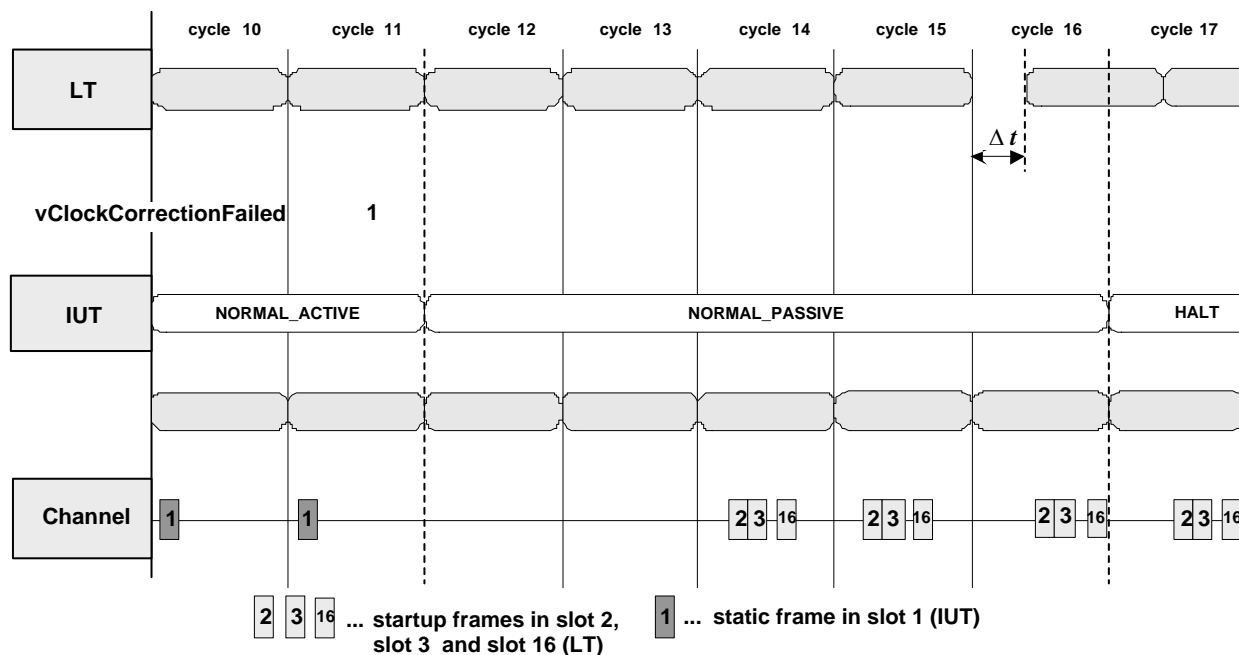 cycle 10 cycle 11 cycle 12 cycle 13 cycle 14 cycle 15 cycle 16 cycle 17
LT
Δ t
vClockCorrectionFailed 1
IUT NORMAL_ACTIVE NORMAL_PASSIVE HALT
Channel 1 1 2 3 16 2 3 16 2 3 16 2 3 16
2 3 16 ... startup frames in slot 2, 1 ... static frame in slot 1 (IUT)
slot 3 and slot 16 (LT)